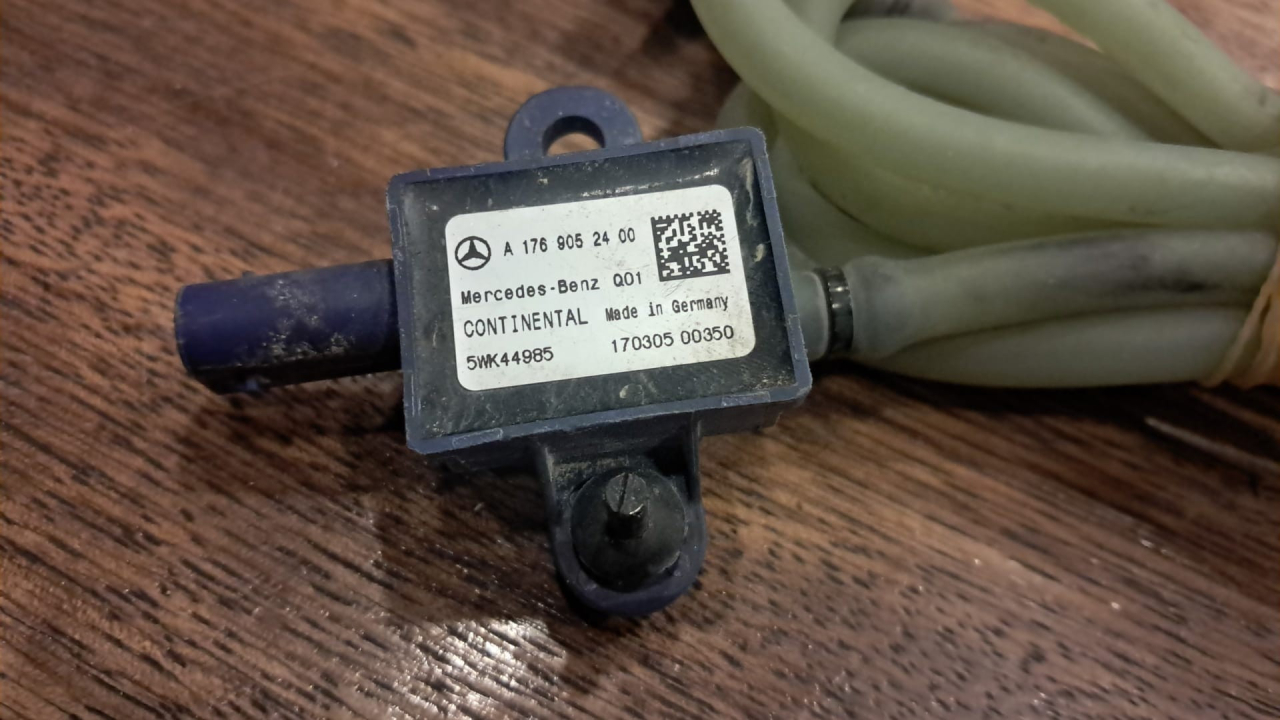 A 176 905 24 00
Mercedes-Benz Q01
CONTINENTAL Made in Germany
5WK44985 170305 00350